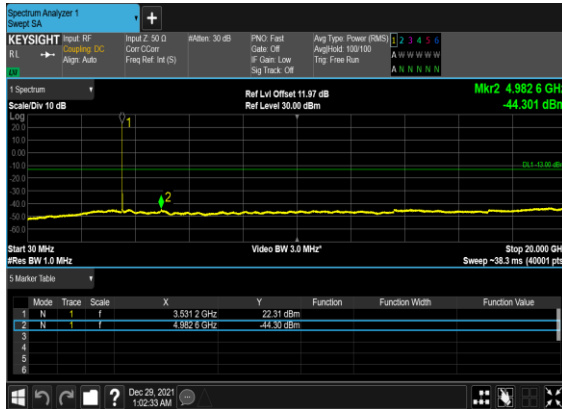 Spectrum Analyzer 1
Swept SA
+
KEYSIGHT Input: RF Input Z: 50 Ω #Atten: 30 dB PNO: Fast Avg Type: Power (RMS) 1 2 3 4 5 6
RL Coupling: DC Corr CCorr Gate: Off Avg|Hold: 100/100 A W W W W W
Align: Auto Freq Ref: Int (S) IF Gain: Low Trig: Free Run
Sig Track: Off A N N N N N
1 Spectrum Ref Lvl Offset 11.97 dB Mkr2 4.982 6 GHz
Scale/Div 10 dB Ref Level 30.00 dBm -44.301 dBm
Log
1
20.0
10.0
0.00
-10.0
DL1 -13.00 dBm
-20.0
-30.0
2
-40.0
-50.0
-60.0
Start 30 MHz Video BW 3.0 MHz* Stop 20.000 GHz
#Res BW 1.0 MHz Sweep ~38.3 ms (40001 pts)
5 Marker Table
Mode Trace Scale X Y Function Function Width Function Value
1 N 1 f 3.531 2 GHz 22.31 dBm
2 N 1 f 4.982 6 GHz -44.30 dBm
3
4
5
6
? Dec 29, 2021
1:02:33 AM